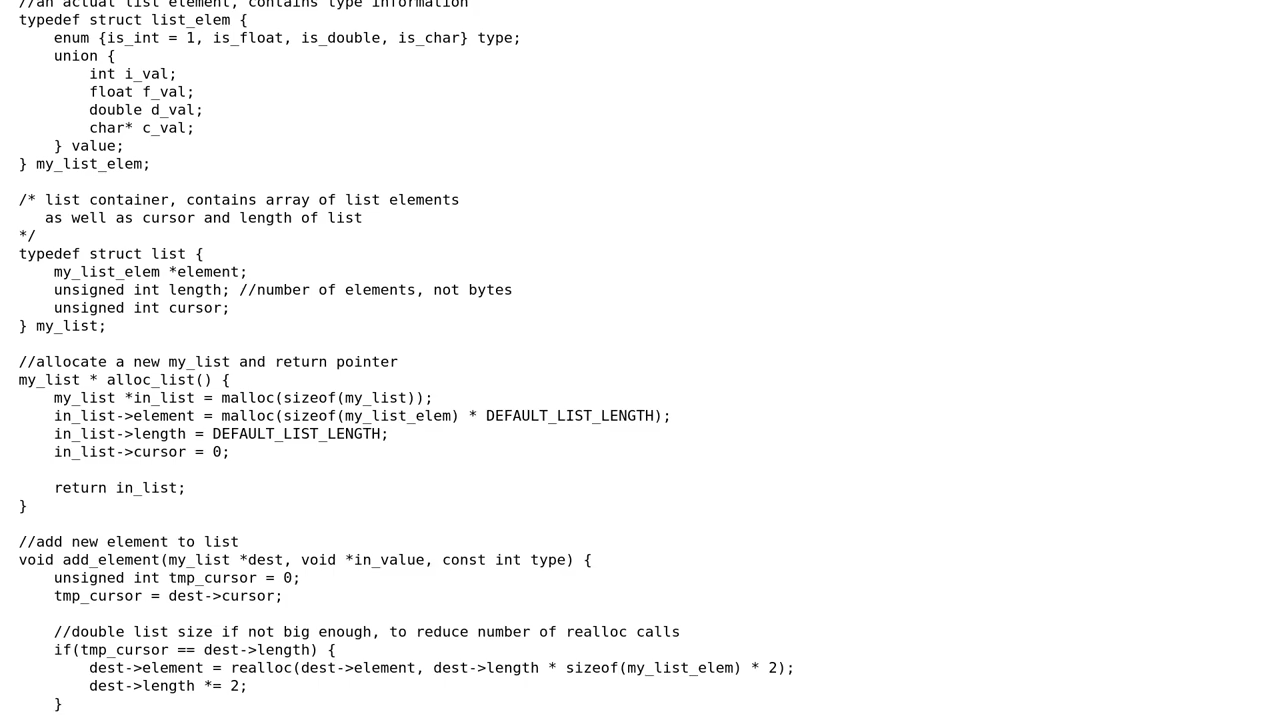 //an actual list element, contains type information
typedef struct list_elem {
    enum {is_int = 1, is_float, is_double, is_char} type;
    union {
        int i_val;
        float f_val;
        double d_val;
        char* c_val;
    } value;
} my_list_elem;

/* list container, contains array of list elements
   as well as cursor and length of list
*/
typedef struct list {
    my_list_elem *element;
    unsigned int length; //number of elements, not bytes
    unsigned int cursor;
} my_list;

//allocate a new my_list and return pointer
my_list * alloc_list() {
    my_list *in_list = malloc(sizeof(my_list));
    in_list->element = malloc(sizeof(my_list_elem) * DEFAULT_LIST_LENGTH);
    in_list->length = DEFAULT_LIST_LENGTH;
    in_list->cursor = 0;

    return in_list;
}

//add new element to list
void add_element(my_list *dest, void *in_value, const int type) {
    unsigned int tmp_cursor = 0;
    tmp_cursor = dest->cursor;

    //double list size if not big enough, to reduce number of realloc calls
    if(tmp_cursor == dest->length) {
        dest->element = realloc(dest->element, dest->length * sizeof(my_list_elem) * 2);
        dest->length *= 2;
    }